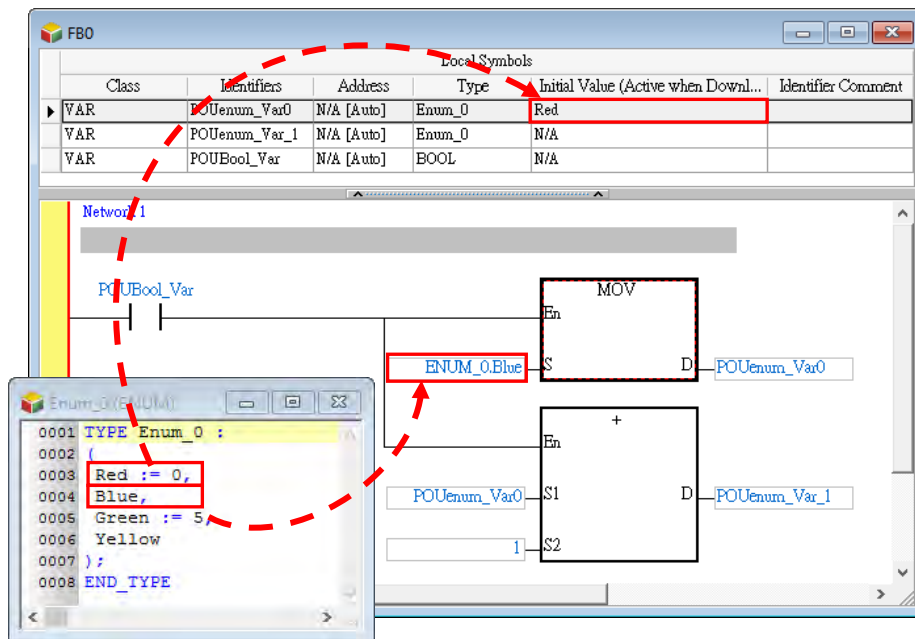 FB0
Local Symbols
Class Identifiers Address Type Initial Value (Active when Downl... Identifier Comment
VAR POUenum_Var0 N/A [Auto] Enum_0 Red
VAR POUenum_Var_1 N/A [Auto] Enum_0 N/A
VAR POUBool_Var N/A [Auto] BOOL N/A
Network 1
POUBool_Var
MOV
En
ENUM_0.Blue S D POUenum_Var0
+
En
POUenum_Var0 S1 D POUenum_Var_1
1 S2
Enum_0 (ENUM)
0001 TYPE Enum_0 :
0002 (
0003 Red := 0,
0004 Blue,
0005 Green := 5,
0006 Yellow
0007 );
0008 END_TYPE